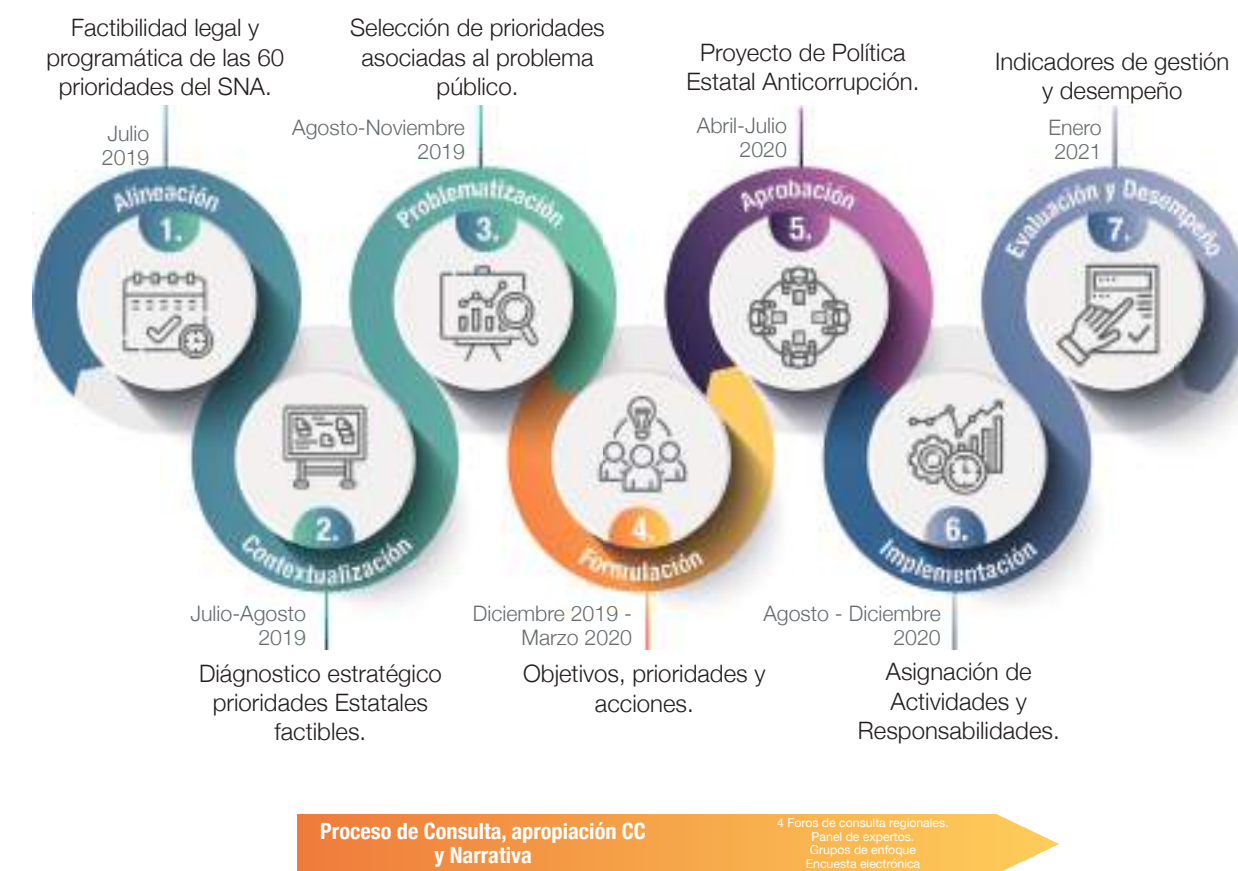 Factibilidad legal y
programática de las 60
prioridades del SNA.
Julio
2019
Alineación
1.
Selección de prioridades
asociadas al problema
público.
Agosto-Noviembre
2019
Problematización
3.
Proyecto de Política
Estatal Anticorrupción.
Abril-Julio
2020
Aprobación
5.
Indicadores de gestión
y desempeño
Enero
2021
Evaluación y Desempeño
7.
2.
Contextualización
Julio-Agosto
2019
Diágnostico estratégico
prioridades Estatales
factibles.
4.
Formulación
Diciembre 2019 -
Marzo 2020
Objetivos, prioridades y
acciones.
6.
Implementación
Agosto - Diciembre
2020
Asignación de
Actividades y
Responsabilidades.
Proceso de Consulta, apropiación CC
y Narrativa
4 Foros de consulta regionales.
Panel de expertos.
Grupos de enfoque
Encuesta electrónica